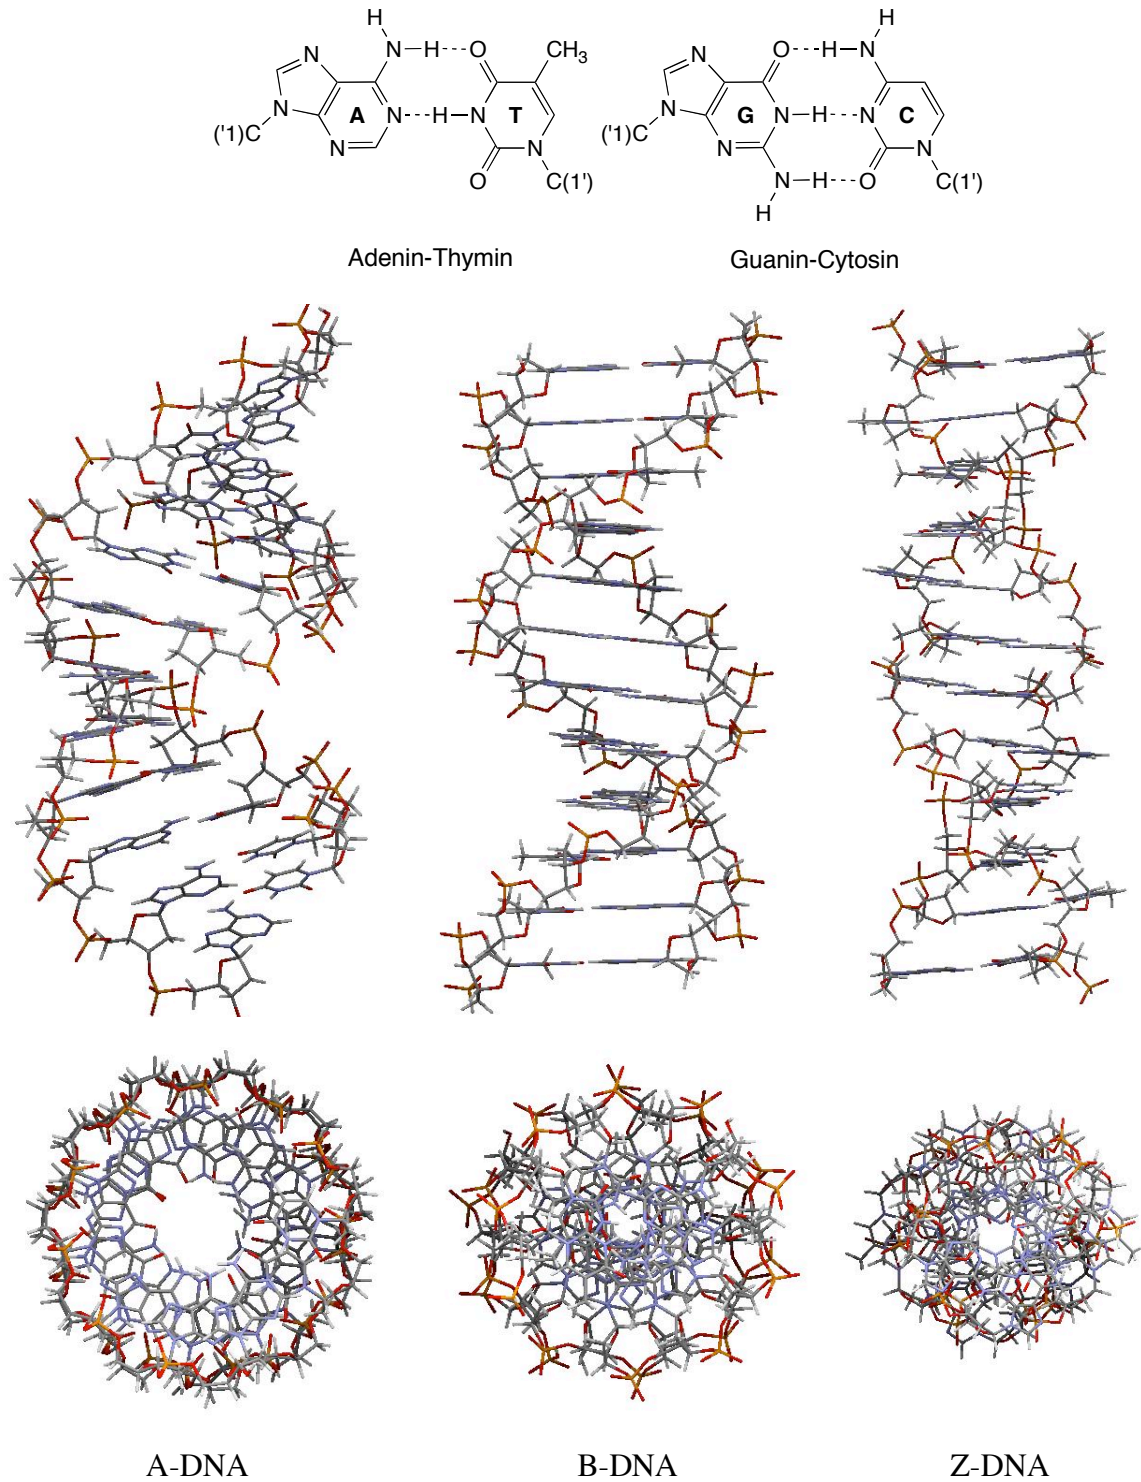 H H
N H O CH3 O H N
N N
N A N H N T G N H N C
('1)C N N ('1)C N N
O C(1') N H O C(1')
H
Adenin-Thymin Guanin-Cytosin
A-DNA B-DNA Z-DNA